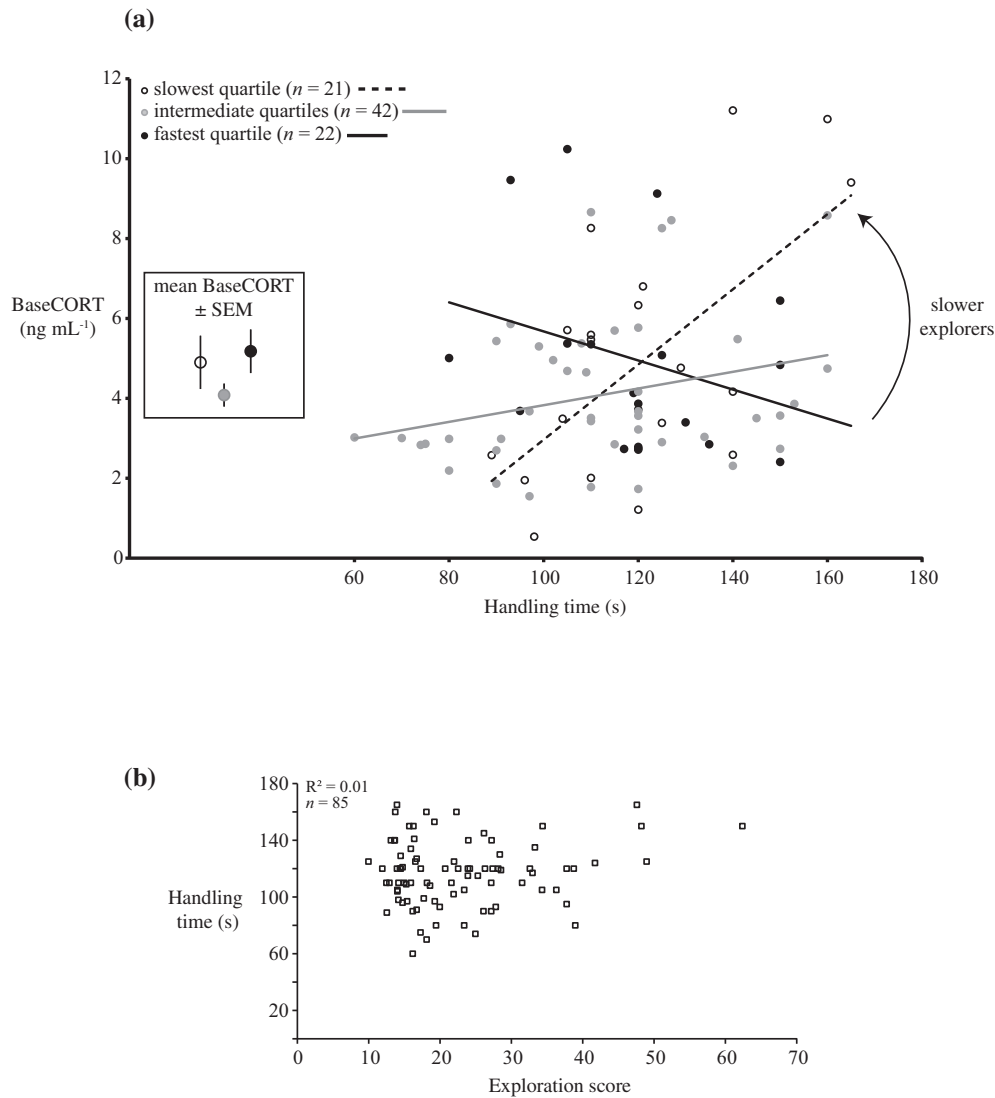 (a)
12
10
8
6
4
2
0
BaseCORT
(ng mL-1)
slowest quartile (n = 21)
intermediate quartiles (n = 42)
fastest quartile (n = 22)
mean BaseCORT
± SEM
slower
explorers
60 80 100 120 140 160 180
Handling time (s)
(b)
180
140
100
60
20
Handling
time (s)
R² = 0.01
n = 85
0 10 20 30 40 50 60 70
Exploration score